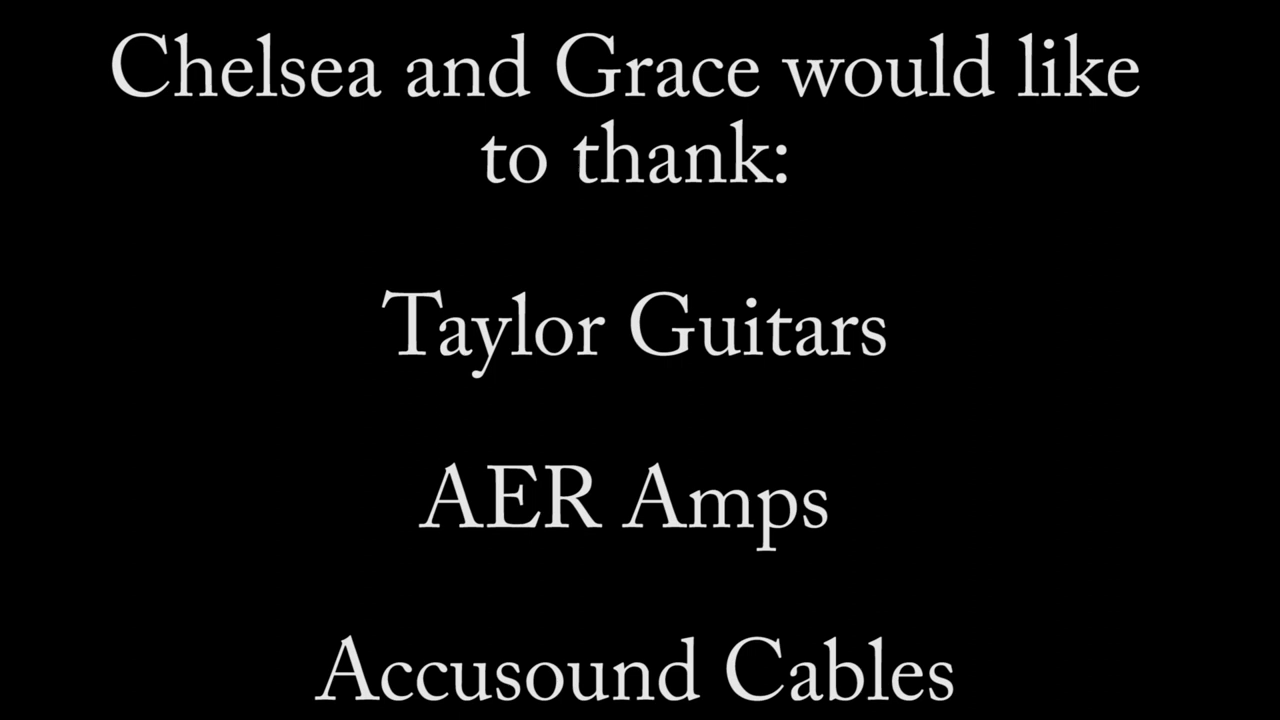 Chelsea and Grace would like
to thank:
Taylor Guitars
AER Amps
Accusound Cables